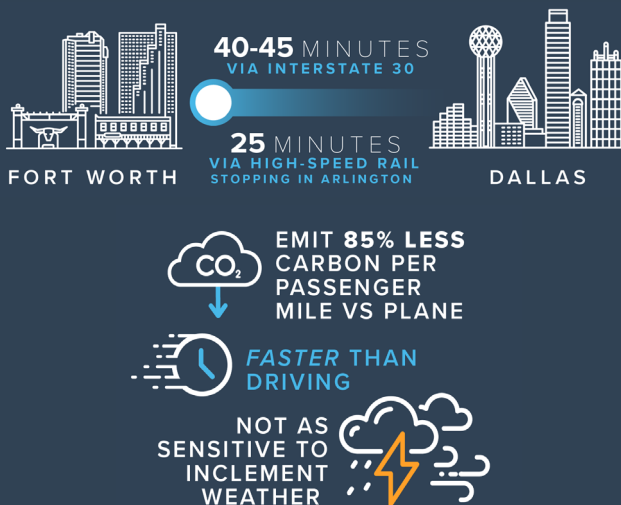 40-45 MINUTES
VIA INTERSTATE 30
25 MINUTES
VIA HIGH-SPEED RAIL
STOPPING IN ARLINGTON
FORT WORTH
DALLAS
CO₂
EMIT 85% LESS
CARBON PER
PASSENGER
MILE VS PLANE
FASTER THAN
DRIVING
NOT AS
SENSITIVE TO
INCLEMENT
WEATHER